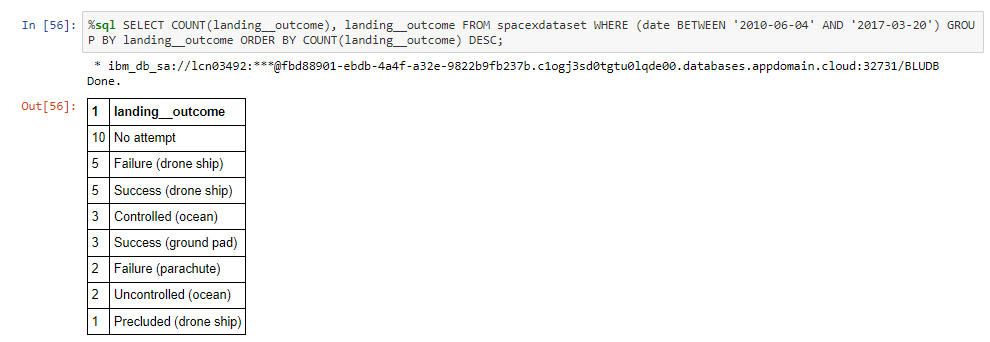 In [56]: %sql SELECT COUNT(landing__outcome), landing__outcome FROM spacexdataset WHERE (date BETWEEN '2010-06-04' AND '2017-03-20') GROU
P BY landing__outcome ORDER BY COUNT(landing__outcome) DESC;
* ibm_db_sa://lcn03492:***@fbd88901-ebdb-4a4f-a32e-9822b9fb237b.c1ogj3sd0tgtu0lqde00.databases.appdomain.cloud:32731/BLUDB
Done.
Out[56]: 1 landing__outcome
10 No attempt
5 Failure (drone ship)
5 Success (drone ship)
3 Controlled (ocean)
3 Success (ground pad)
2 Failure (parachute)
2 Uncontrolled (ocean)
1 Precluded (drone ship)